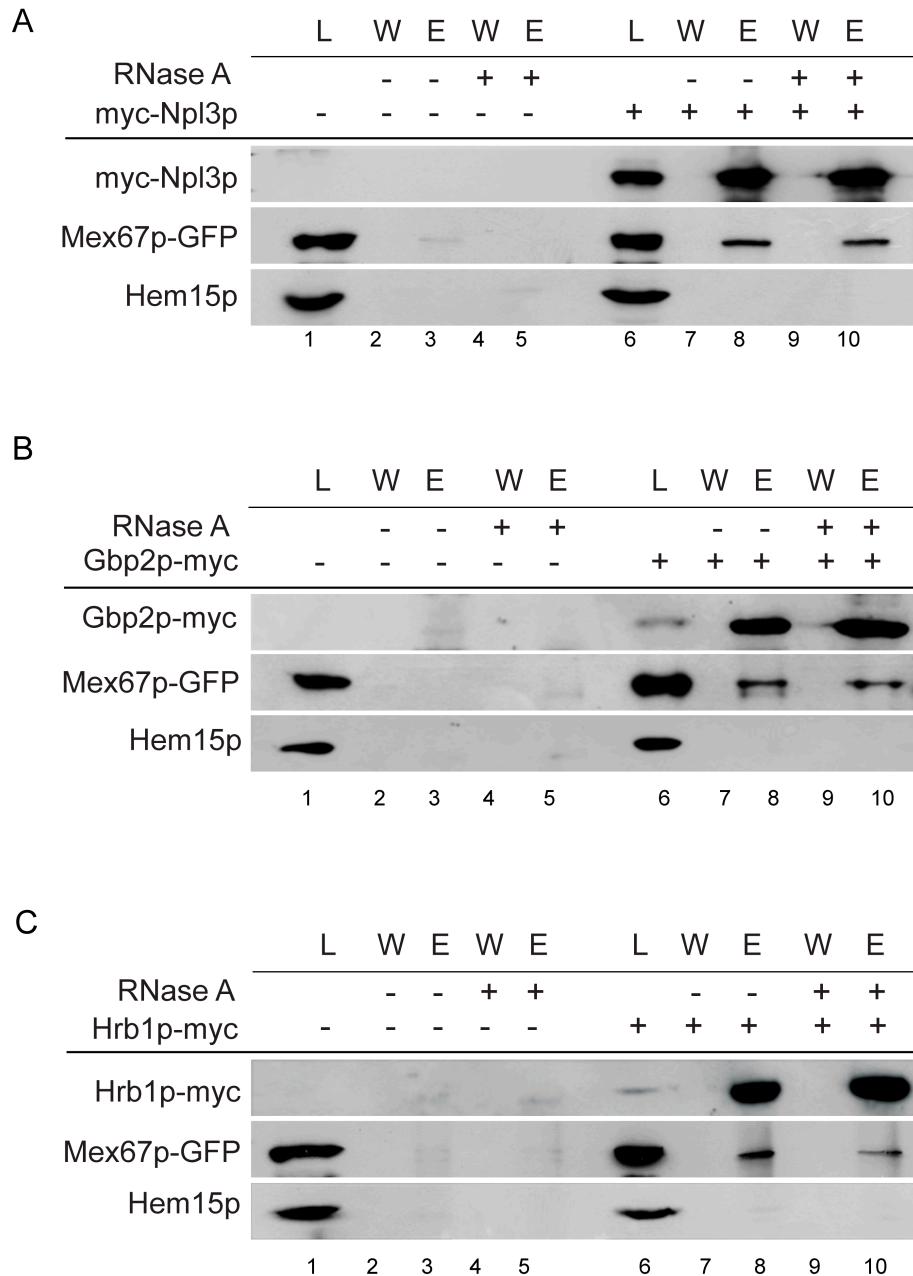 A
L W E W E L W E W E
RNase A - - + + - - + +
myc-Npl3p - - - - - + + + + +
myc-Npl3p
Mex67p-GFP
Hem15p
1 2 3 4 5 6 7 8 9 10
B
L W E W E L W E W E
RNase A - - + + - - + +
Gbp2p-myc - - - - - + + + + +
Gbp2p-myc
Mex67p-GFP
Hem15p
1 2 3 4 5 6 7 8 9 10
C
L W E W E L W E W E
RNase A - - + + - - + +
Hrb1p-myc - - - - - + + + + +
Hrb1p-myc
Mex67p-GFP
Hem15p
1 2 3 4 5 6 7 8 9 10